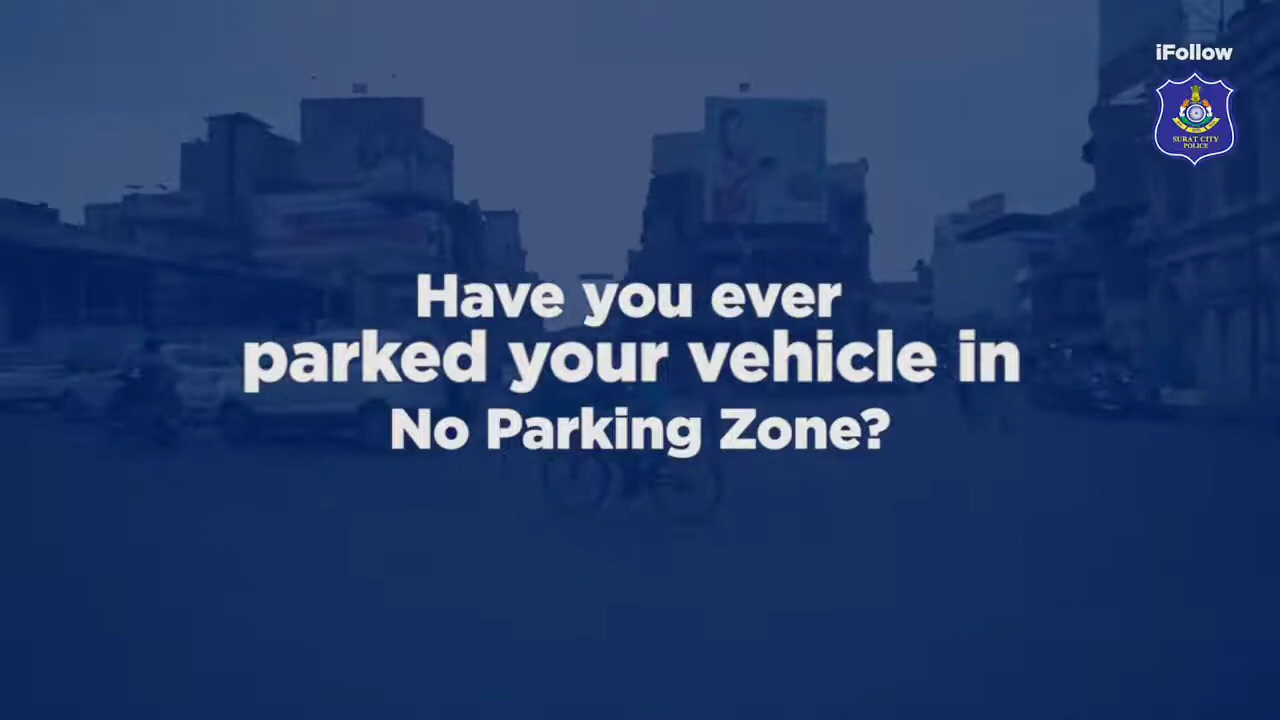 iFollow
SURAT CITY
POLICE
Have you ever
parked your vehicle in
No Parking Zone?